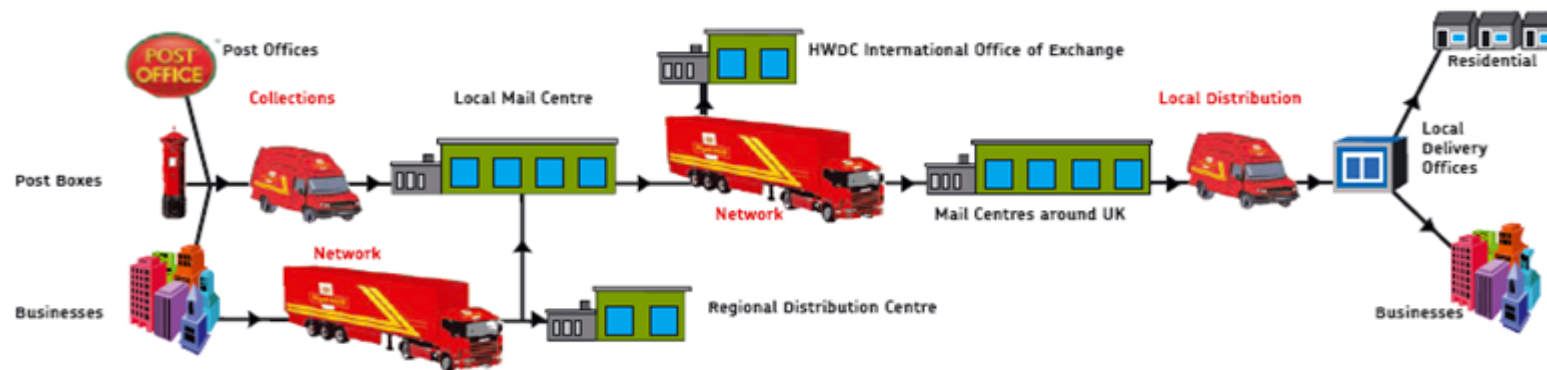 POST
OFFICE
Post Offices
HWDC International Office of Exchange
Residential
Collections
Local Mail Centre
Local Distribution
Local
Delivery
Offices
Post Boxes
Network
Mail Centres around UK
Network
Businesses
Regional Distribution Centre
Businesses